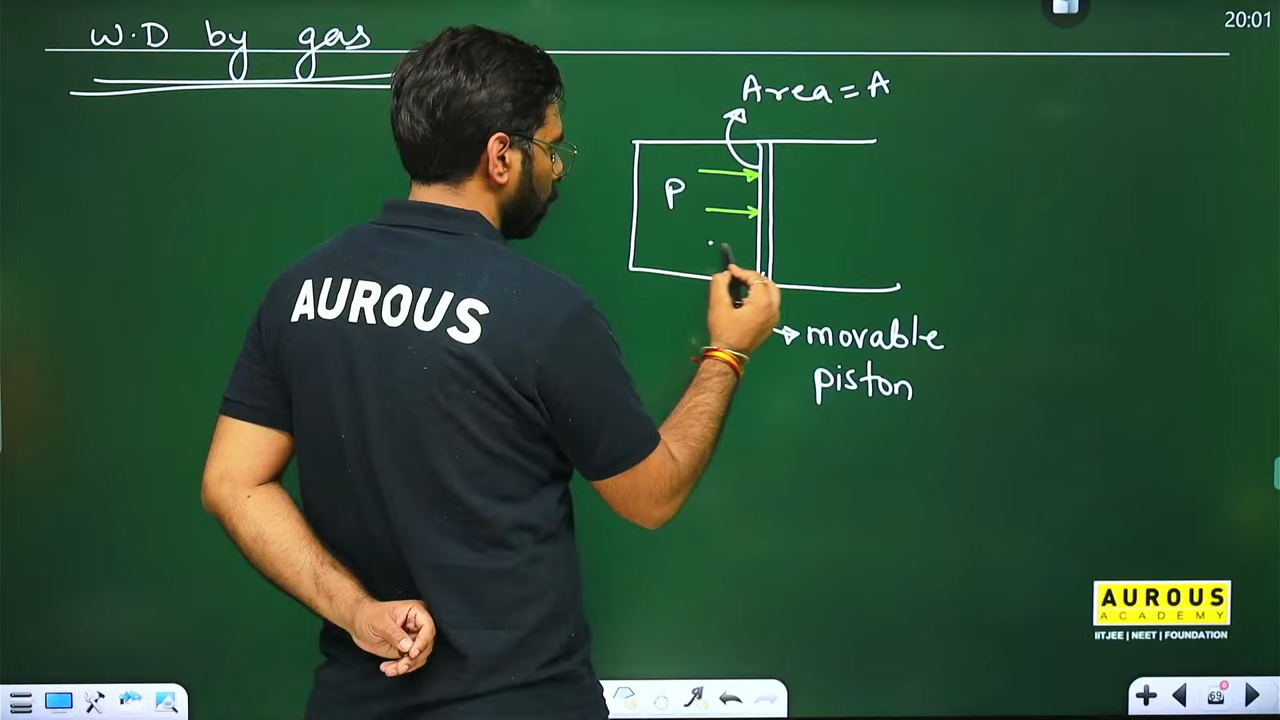 W.D by gas
20:01
Area = A
P
movable
piston
AUROUS
AUROUS
ACADEMY
IITJEE | NEET | FOUNDATION
69